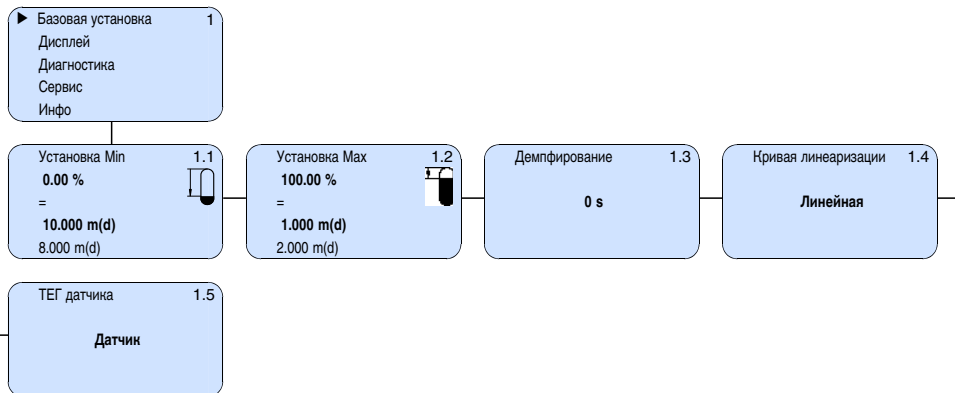 Базовая установка 1
Дисплей
Диагностика
Сервис
Инфо
Установка Min 1.1
0.00 %
=
10.000 m(d)
8.000 m(d)
Установка Max 1.2
100.00 %
=
1.000 m(d)
2.000 m(d)
Демпфирование 1.3
0 s
Кривая линеаризации 1.4
Линейная
ТЕГ датчика 1.5
Датчик